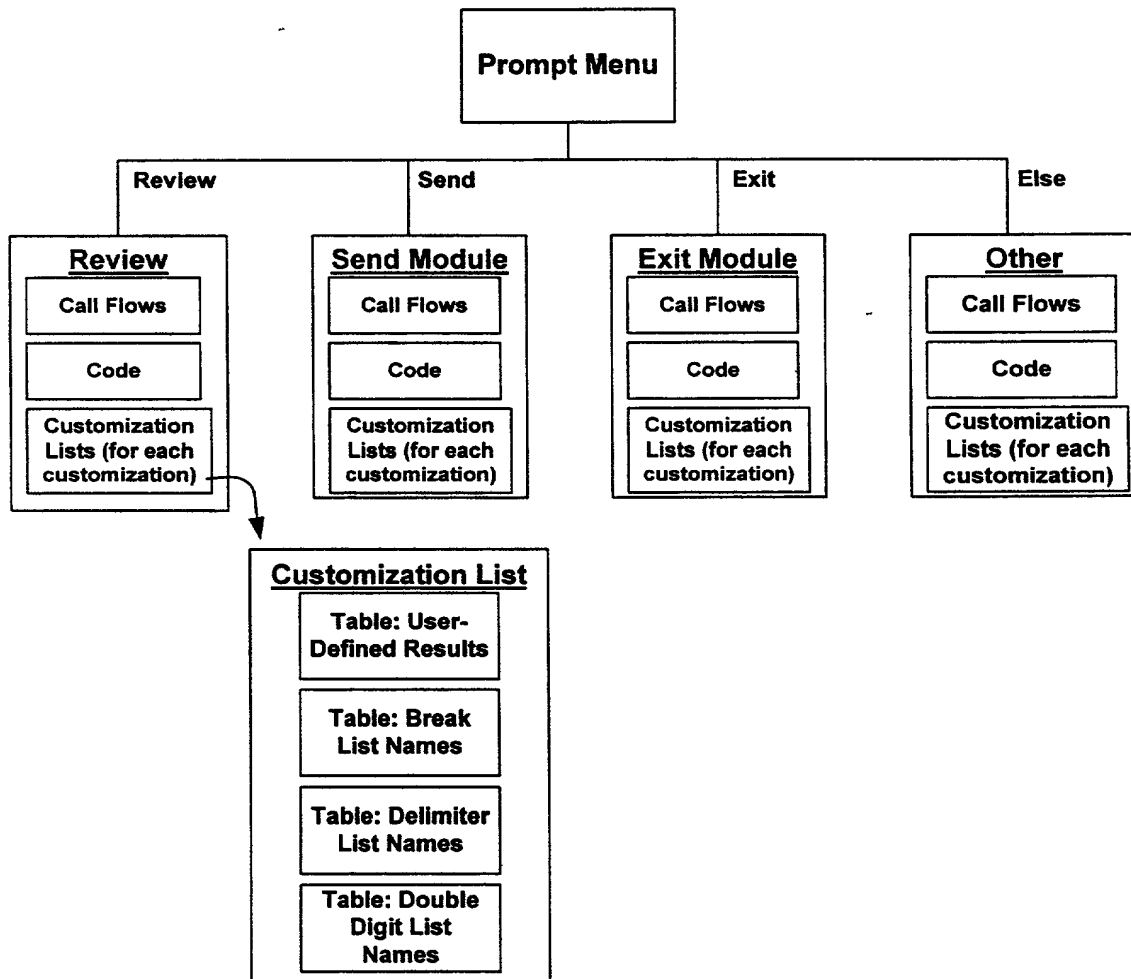 Prompt Menu
Review
Send
Exit
Else
Review
Call Flows
Code
Customization
Lists (for each
customization)
Send Module
Call Flows
Code
Customization
Lists (for each
customization)
Exit Module
Call Flows
Code
Customization
Lists (for each
customization)
Other
Call Flows
Code
Customization
Lists (for each
customization)
Customization List
Table: User-
Defined Results
Table: Break
List Names
Table: Delimiter
List Names
Table: Double
Digit List
Names